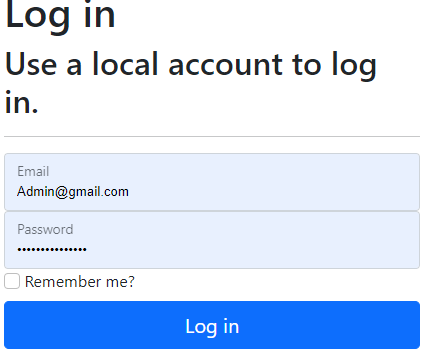 Log in
Use a local account to log
in.
Email
Admin@gmail.com
Password
•••••••••••••••
Remember me?
Log in